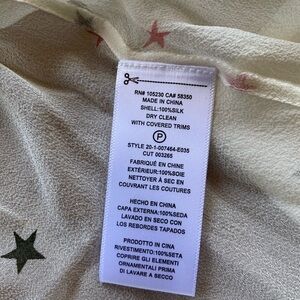 RN# 105230 CA# 58350
MADE IN CHINA
SHELL:100%SILK
DRY CLEAN
WITH COVERED TRIMS
P
STYLE 20-1-007464-E035
CUT 003265
FABRIQUÉ EN CHINE
EXTÉRIEUR:100%SOIE
NETTOYER À SEC EN
COUVRANT LES COUTURES
HECHO EN CHINA
CAPA EXTERNA:100%SEDA
LAVADO EN SECO CON
LOS REBORDES TAPADOS
PRODOTTO IN CINA
RIVESTIMENTO:100%SETA
COPRIRE GLI ELEMENTI
ORNAMENTALI PRIMA
DI LAVARE A SECCO